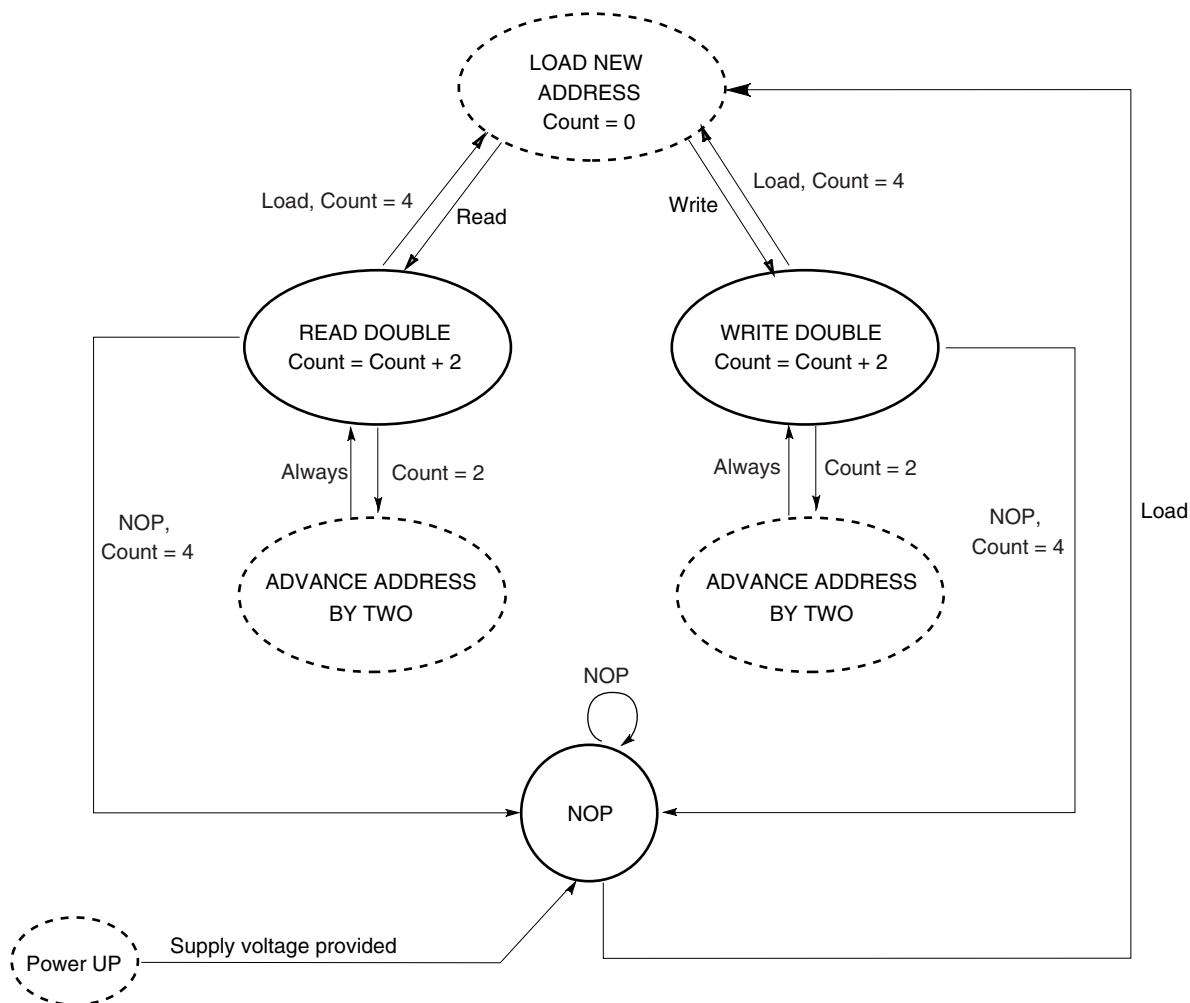 LOAD NEW
ADDRESS
Count = 0
Load, Count = 4
Read
Write
Load, Count = 4
READ DOUBLE
Count = Count + 2
WRITE DOUBLE
Count = Count + 2
Always
Count = 2
Always
Count = 2
NOP,
Count = 4
NOP,
Count = 4
Load
ADVANCE ADDRESS
BY TWO
ADVANCE ADDRESS
BY TWO
NOP
NOP
Supply voltage provided
Power UP